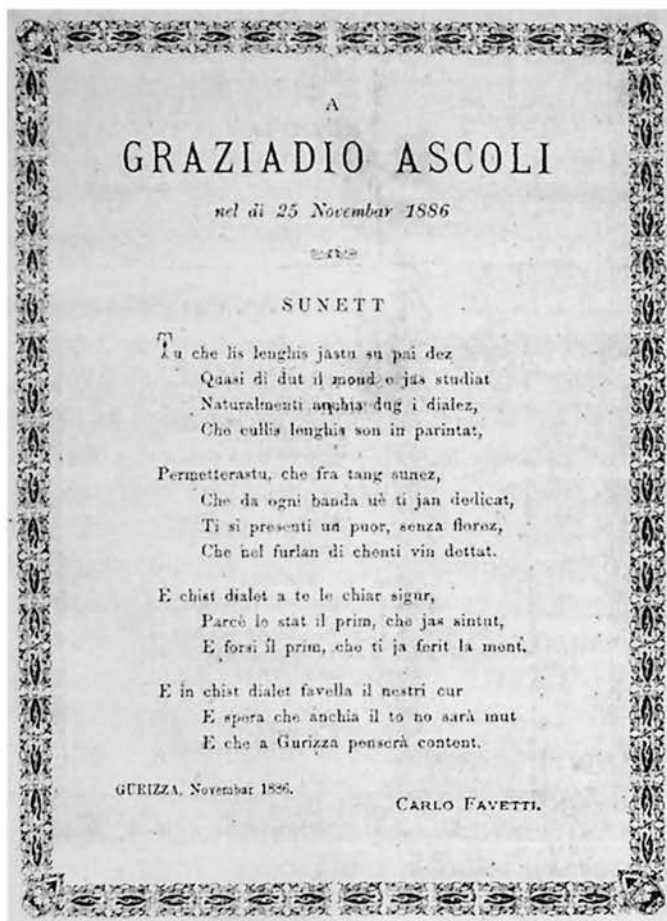 A
GRAZIADIO ASCOLI
nel dì 25 Novembar 1886
SUNETT
Tu che lis lenghis jastu su pai dez
Quasi di dut il mond o jas studiat
Naturalmenti anchia dug i dialez,
Che cullis lenghis son in parintat,
Permetterastu, che fra tang sunez,
Che da ogni banda uè ti jan dedicat,
Ti si presenti un puor, senza florez,
Che nel furlan di chenti vin dettat.
E chist dialet a te le chiar sigur,
Parcè le stat il prim, che jas sintut,
E forsi il prim, che ti ja ferit la ment.
E in chist dialet favella il nestri cur
E spera che anchia il to no sarà mut
E che a Gurizza penserà content.
GURIZZA, Novembar 1886.
CARLO FAVETTI.